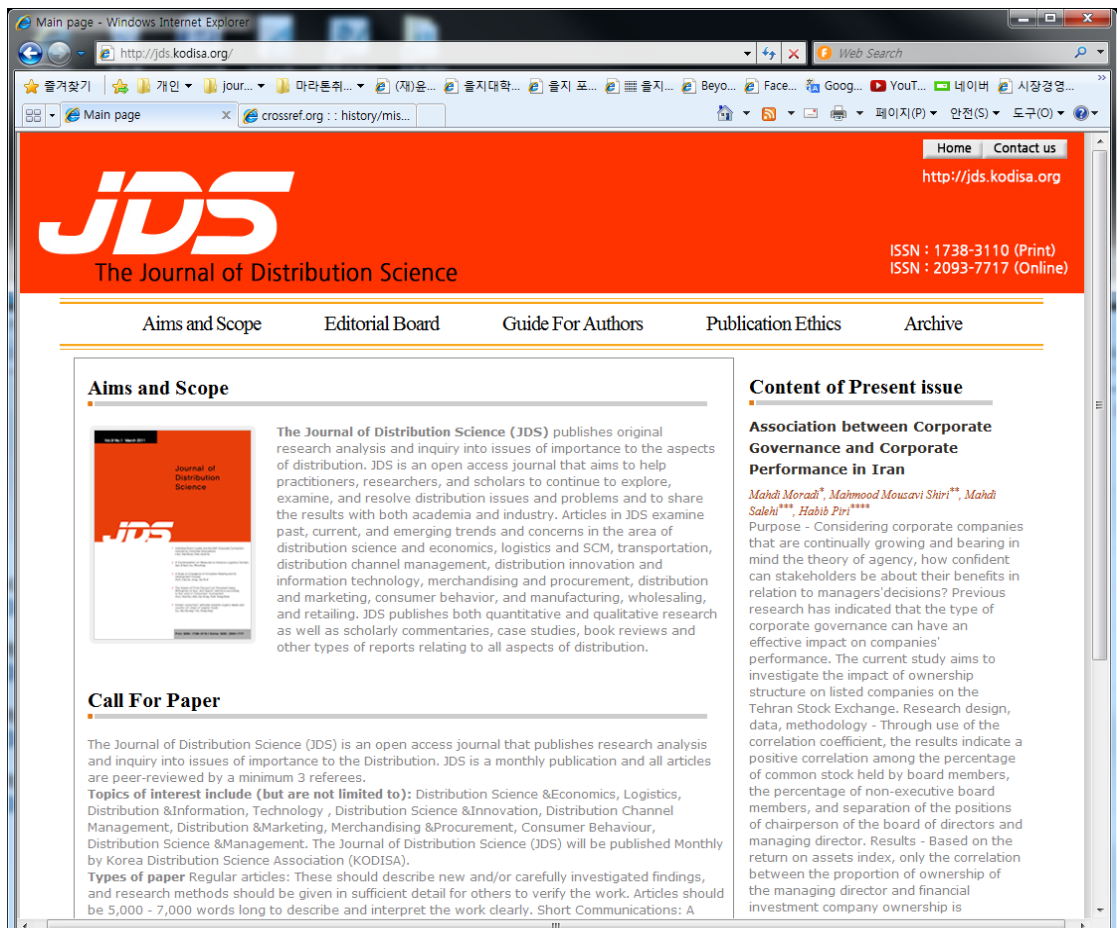 Main page - Windows Internet Explorer
http://jds.kodisa.org/
Web Search
즐겨찾기 개인 jour... 마라톤취... (재)윤... 을지대학... 을지 포... 을지... Beyo... Face... Goog... YouT... 네이버 시장경영...
Main page x crossref.org : : history/mis...
페이지(P) 안전(S) 도구(O)
Home Contact us
http://jds.kodisa.org
JDS
The Journal of Distribution Science
ISSN : 1738-3110 (Print)
ISSN : 2093-7717 (Online)
Aims and Scope Editorial Board Guide For Authors Publication Ethics Archive
Aims and Scope
Journal of
Distribution
Science
JDS
The Journal of Distribution Science (JDS) publishes original
research analysis and inquiry into issues of importance to the aspects
of distribution. JDS is an open access journal that aims to help
practitioners, researchers, and scholars to continue to explore,
examine, and resolve distribution issues and problems and to share
the results with both academia and industry. Articles in JDS examine
past, current, and emerging trends and concerns in the area of
distribution science and economics, logistics and SCM, transportation,
distribution channel management, distribution innovation and
information technology, merchandising and procurement, distribution
and marketing, consumer behavior, and manufacturing, wholesaling,
and retailing. JDS publishes both quantitative and qualitative research
as well as scholarly commentaries, case studies, book reviews and
other types of reports relating to all aspects of distribution.
Call For Paper
The Journal of Distribution Science (JDS) is an open access journal that publishes research analysis
and inquiry into issues of importance to the Distribution. JDS is a monthly publication and all articles
are peer-reviewed by a minimum 3 referees.
Topics of interest include (but are not limited to): Distribution Science &Economics, Logistics,
Distribution &Information, Technology , Distribution Science &Innovation, Distribution Channel
Management, Distribution &Marketing, Merchandising &Procurement, Consumer Behaviour,
Distribution Science &Management. The Journal of Distribution Science (JDS) will be published Monthly
by Korea Distribution Science Association (KODISA).
Types of paper Regular articles: These should describe new and/or carefully investigated findings,
and research methods should be given in sufficient detail for others to verify the work. Articles should
be 5,000 - 7,000 words long to describe and interpret the work clearly. Short Communications: A
Content of Present issue
Association between Corporate
Governance and Corporate
Performance in Iran
Mahdi Moradi*, Mahmood Mousavi Shiri**, Mahdi
Salehi***, Habib Piri****
Purpose - Considering corporate companies
that are continually growing and bearing in
mind the theory of agency, how confident
can stakeholders be about their benefits in
relation to managers'decisions? Previous
research has indicated that the type of
corporate governance can have an
effective impact on companies'
performance. The current study aims to
investigate the impact of ownership
structure on listed companies on the
Tehran Stock Exchange. Research design,
data, methodology - Through use of the
correlation coefficient, the results indicate a
positive correlation among the percentage
of common stock held by board members,
the percentage of non-executive board
members, and separation of the positions
of chairperson of the board of directors and
managing director. Results - Based on the
return on assets index, only the correlation
between the proportion of ownership of
the managing director and financial
investment company ownership is